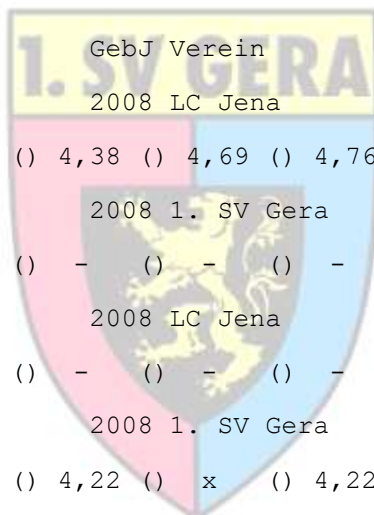 1. SV GERA
GebJ Verein
2008 LC Jena
() 4,38 () 4,69 () 4,76
2008 1. SV Gera
() - () - () -
2008 LC Jena
() - () - () -
2008 1. SV Gera
() 4,22 () x () 4,22